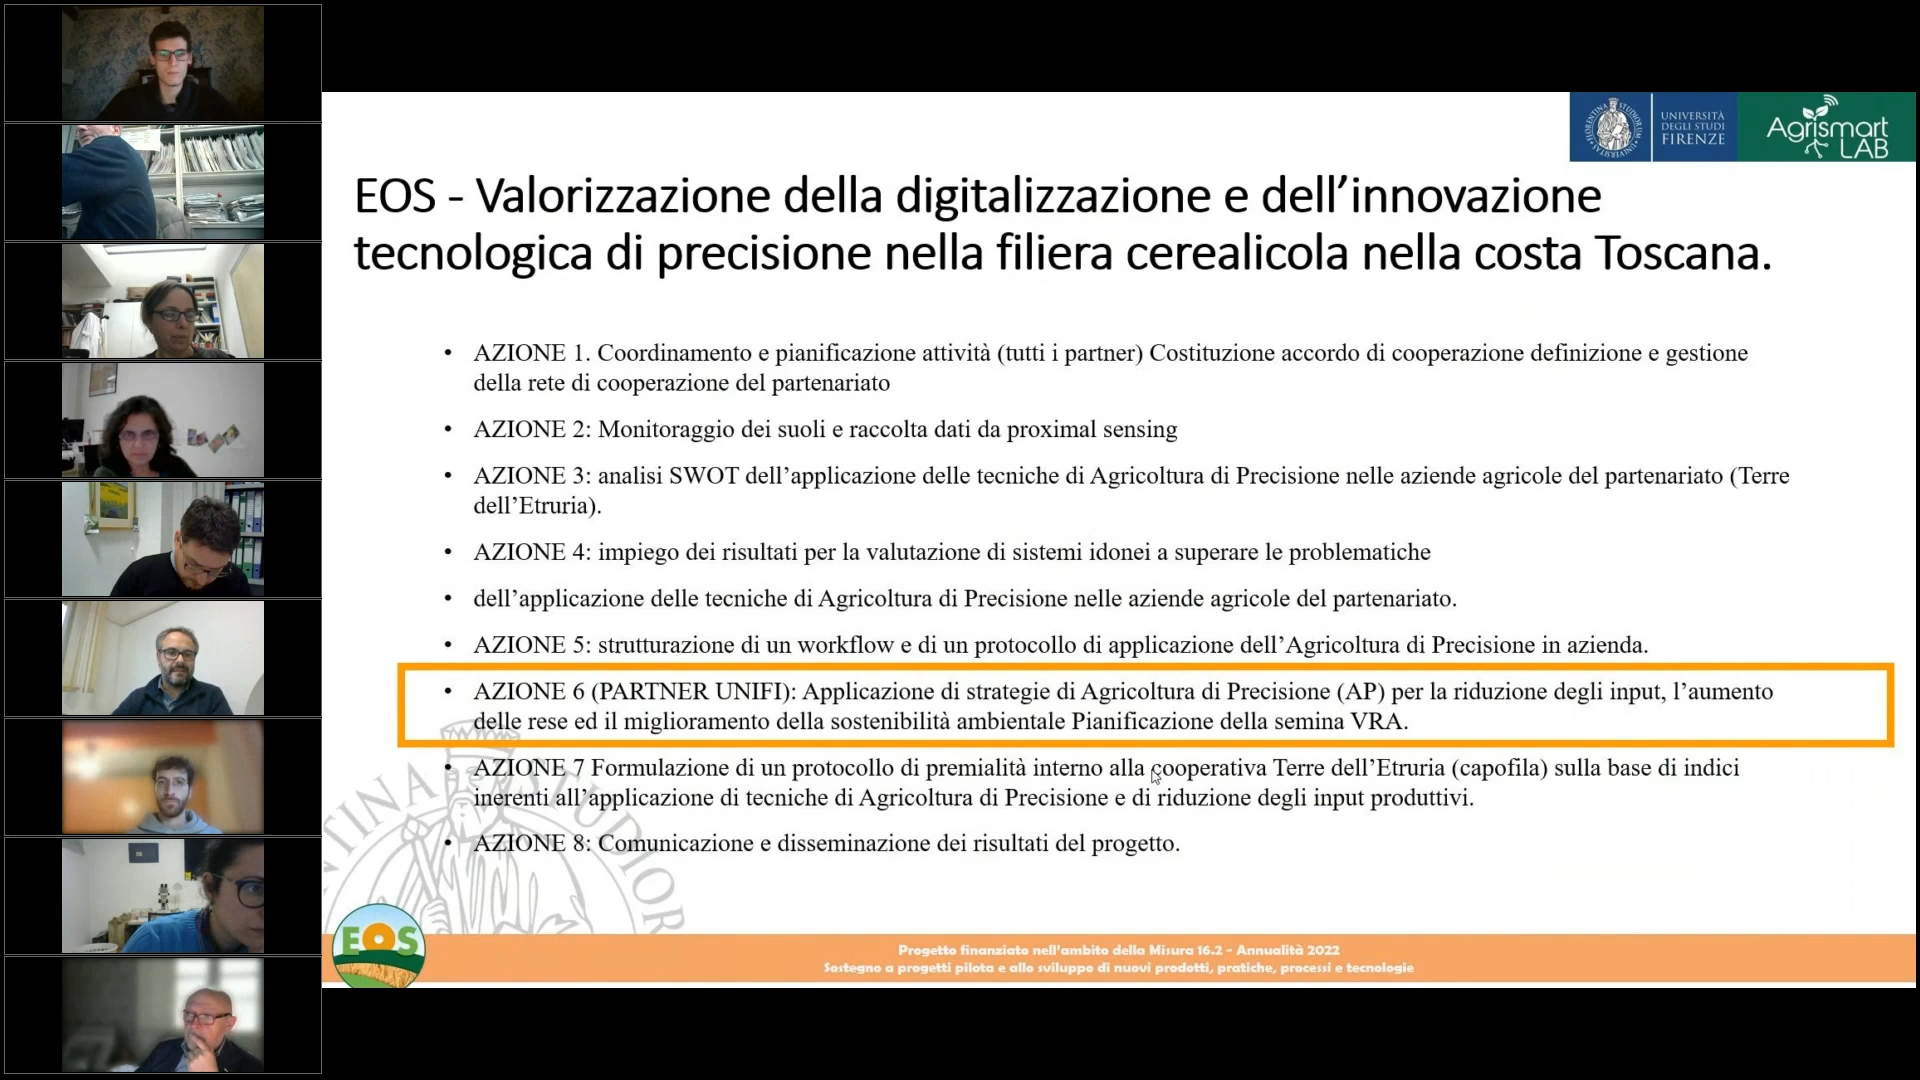 UNIVERSITÀ
DEGLI STUDI
FIRENZE
Agrismart
LAB
EOS - Valorizzazione della digitalizzazione e dell’innovazione
tecnologica di precisione nella filiera cerealicola nella costa Toscana.
• AZIONE 1. Coordinamento e pianificazione attività (tutti i partner) Costituzione accordo di cooperazione definizione e gestione
della rete di cooperazione del partenariato
• AZIONE 2: Monitoraggio dei suoli e raccolta dati da proximal sensing
• AZIONE 3: analisi SWOT dell’applicazione delle tecniche di Agricoltura di Precisione nelle aziende agricole del partenariato (Terre
dell’Etruria).
• AZIONE 4: impiego dei risultati per la valutazione di sistemi idonei a superare le problematiche
• dell’applicazione delle tecniche di Agricoltura di Precisione nelle aziende agricole del partenariato.
• AZIONE 5: strutturazione di un workflow e di un protocollo di applicazione dell’Agricoltura di Precisione in azienda.
• AZIONE 6 (PARTNER UNIFI): Applicazione di strategie di Agricoltura di Precisione (AP) per la riduzione degli input, l’aumento
delle rese ed il miglioramento della sostenibilità ambientale Pianificazione della semina VRA.
• AZIONE 7 Formulazione di un protocollo di premialità interno alla cooperativa Terre dell’Etruria (capofila) sulla base di indici
inerenti all’applicazione di tecniche di Agricoltura di Precisione e di riduzione degli input produttivi.
• AZIONE 8: Comunicazione e disseminazione dei risultati del progetto.
EOS
Progetto finanziato nell’ambito della Misura 16.2 - Annualità 2022
Sostegno a progetti pilota e allo sviluppo di nuovi prodotti, pratiche, processi e tecnologie